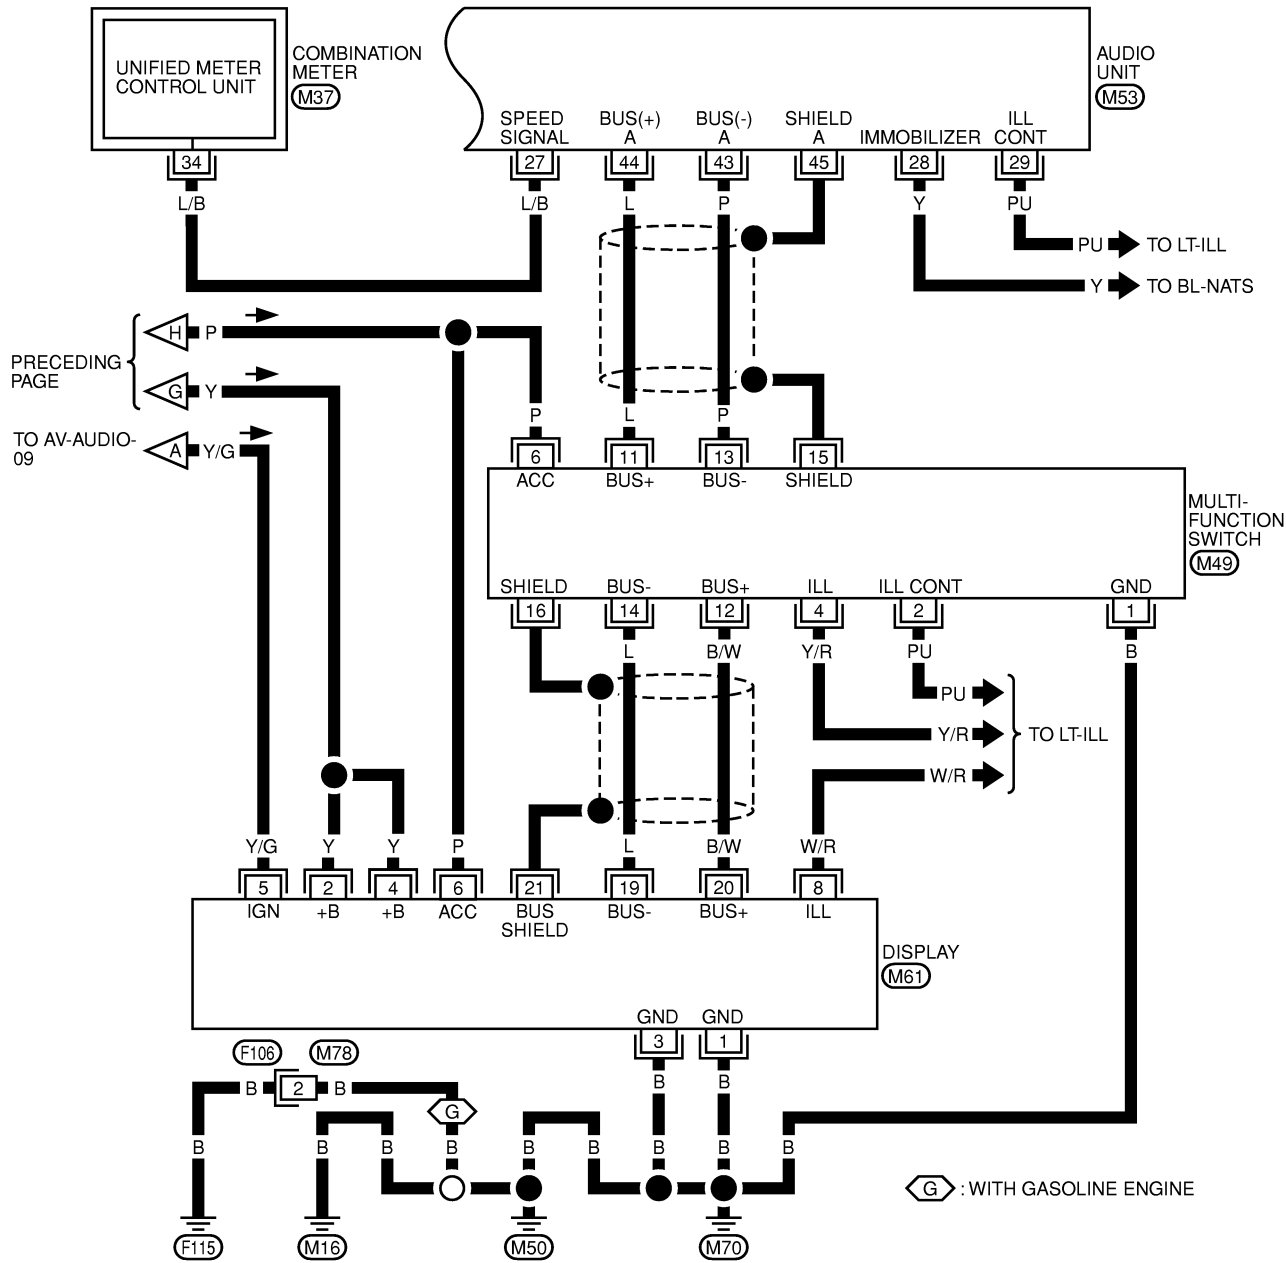 UNIFIED METER
CONTROL UNIT
COMBINATION
METER
M37
AUDIO
UNIT
M53
SPEED
SIGNAL
BUS(+)
A
BUS(-)
A
SHIELD
A
IMMOBILIZER
ILL
CONT
34
27
44
43
45
28
29
L/B
L/B
L
P
Y
PU
PU
TO LT-ILL
Y
TO BL-NATS
PRECEDING
PAGE
H
P
G
Y
TO AV-AUDIO-
09
A
Y/G
P
L
P
6
11
13
15
ACC
BUS+
BUS-
SHIELD
MULTI-
FUNCTION
SWITCH
M49
SHIELD
BUS-
BUS+
ILL
ILL CONT
GND
16
14
12
4
2
1
L
B/W
Y/R
PU
B
PU
Y/R
W/R
TO LT-ILL
Y/G
Y
Y
P
L
B/W
W/R
5
2
4
6
21
19
20
8
IGN
+B
+B
ACC
BUS
SHIELD
BUS-
BUS+
ILL
DISPLAY
M61
GND
GND
3
1
F106
M78
B
2
B
B
B
G
B
B
B
B
B
B
B
G
: WITH GASOLINE ENGINE
F115
M16
M50
M70